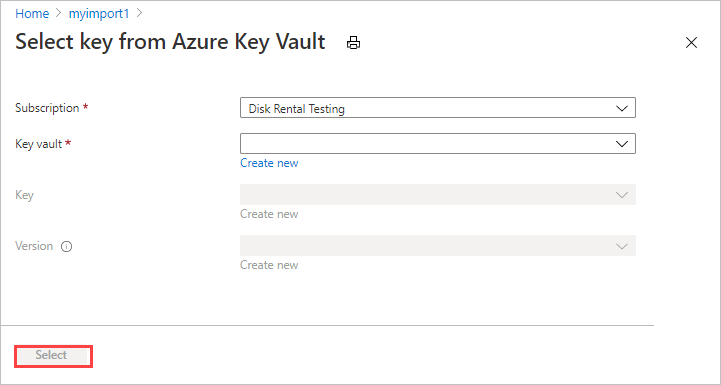 Home > myimport1 >
Select key from Azure Key Vault
Subscription *
Disk Rental Testing
Key vault *
Create new
Key
Create new
Version
Create new
Select